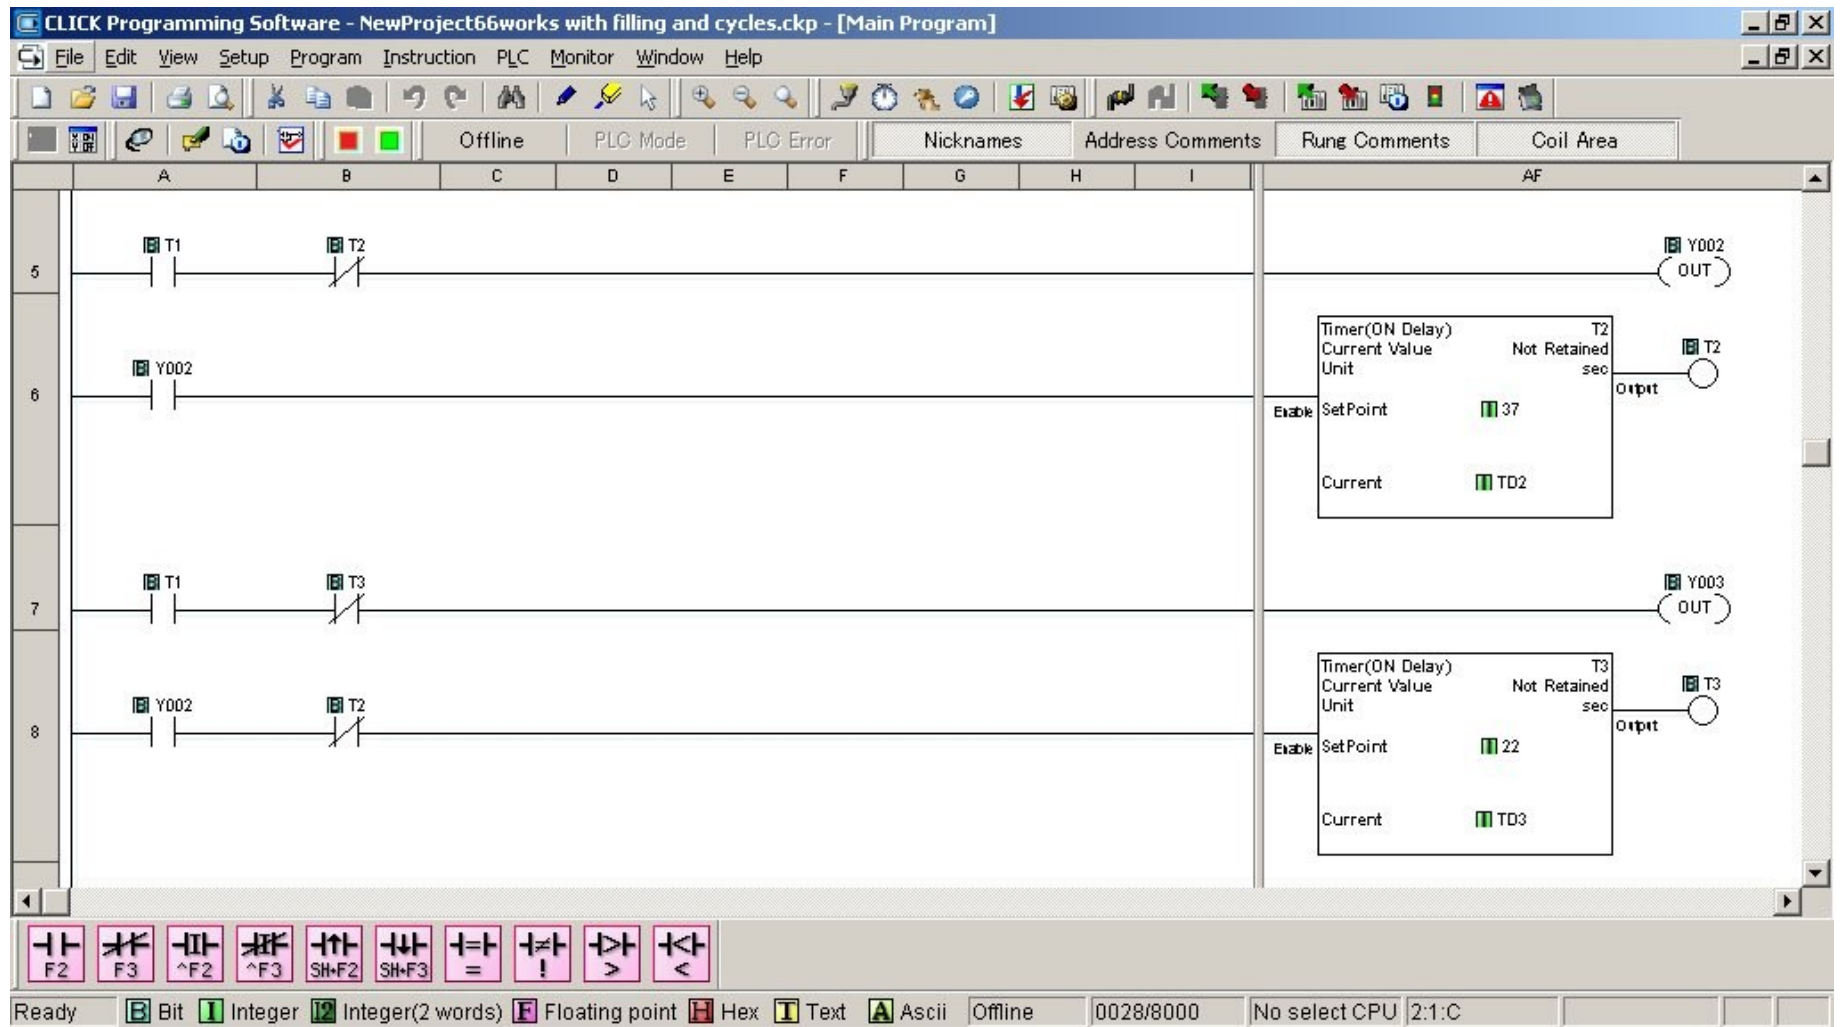 CLICK Programming Software - NewProject66works with filling and cycles.ckp - [Main Program]
File Edit View Setup Program Instruction PLC Monitor Window Help
Offline PLC Mode PLC Error Nicknames Address Comments Rung Comments Coil Area
A B C D E F G H I AF
5
B T1
B T2
B Y002
OUT
6
B Y002
Timer(ON Delay) T2
Current Value Not Retained
Unit sec
Enable SetPoint 37
Current TD2
Output
B T2
7
B T1
B T3
B Y003
OUT
8
B Y002
B T2
Timer(ON Delay) T3
Current Value Not Retained
Unit sec
Enable SetPoint 22
Current TD3
Output
B T3
F2 F3 ^F2 ^F3 SH+F2 SH+F3 = ! > <
Ready B Bit I Integer I2 Integer(2 words) F Floating point H Hex T Text A Ascii Offline 0028/8000 No select CPU 2:1:C